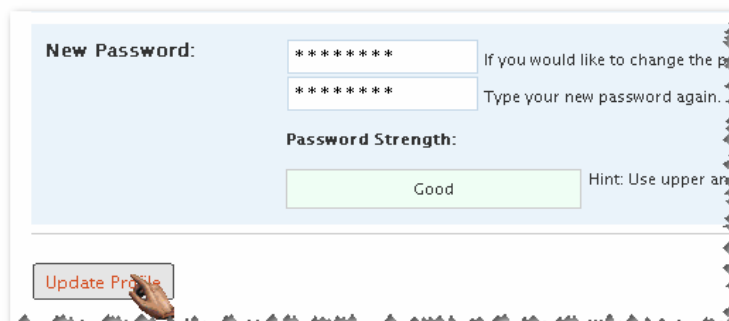 New Password:
******** If you would like to change the
******** Type your new password again.
Password Strength:
Good Hint: Use upper
Update Profile